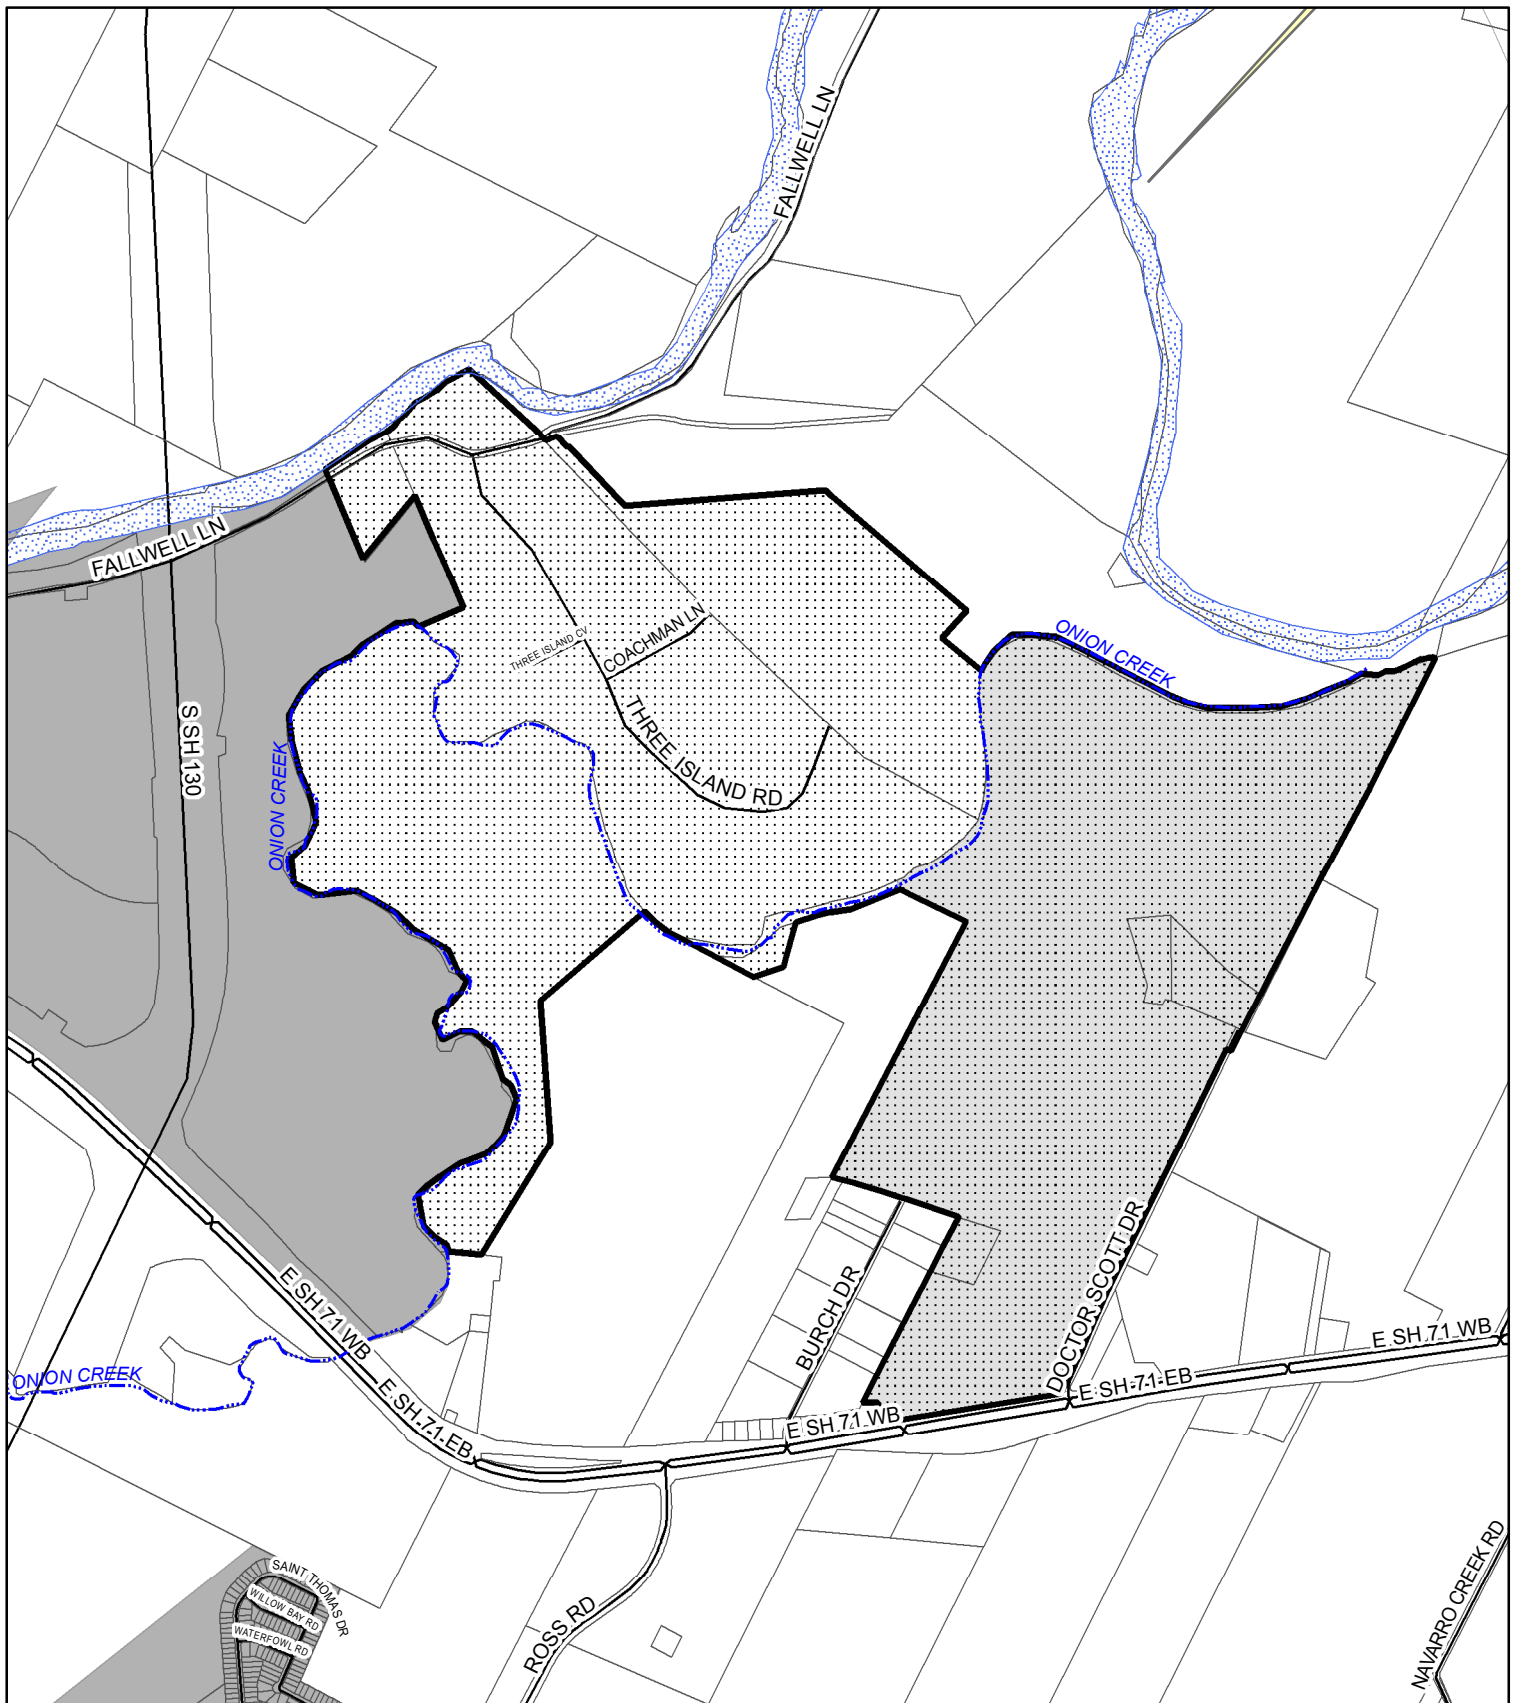 FALLWELL LN
FALLWELL LN
ONION CREEK
COACHMAN LN
THREE ISLAND CV
THREE ISLAND RD
S SH 130
ONION CREEK
DOCTOR SCOTT DR
BURCH DR
E SH 71 WB
E SH 71 WB
E SH 71 EB
ONION CREEK
E SH 71 WB
E SH 71 EB
SAINT THOMAS DR
WILLOW BAY RD
WATERFOWL RD
ROSS RD
NAVARRO CREEK RD